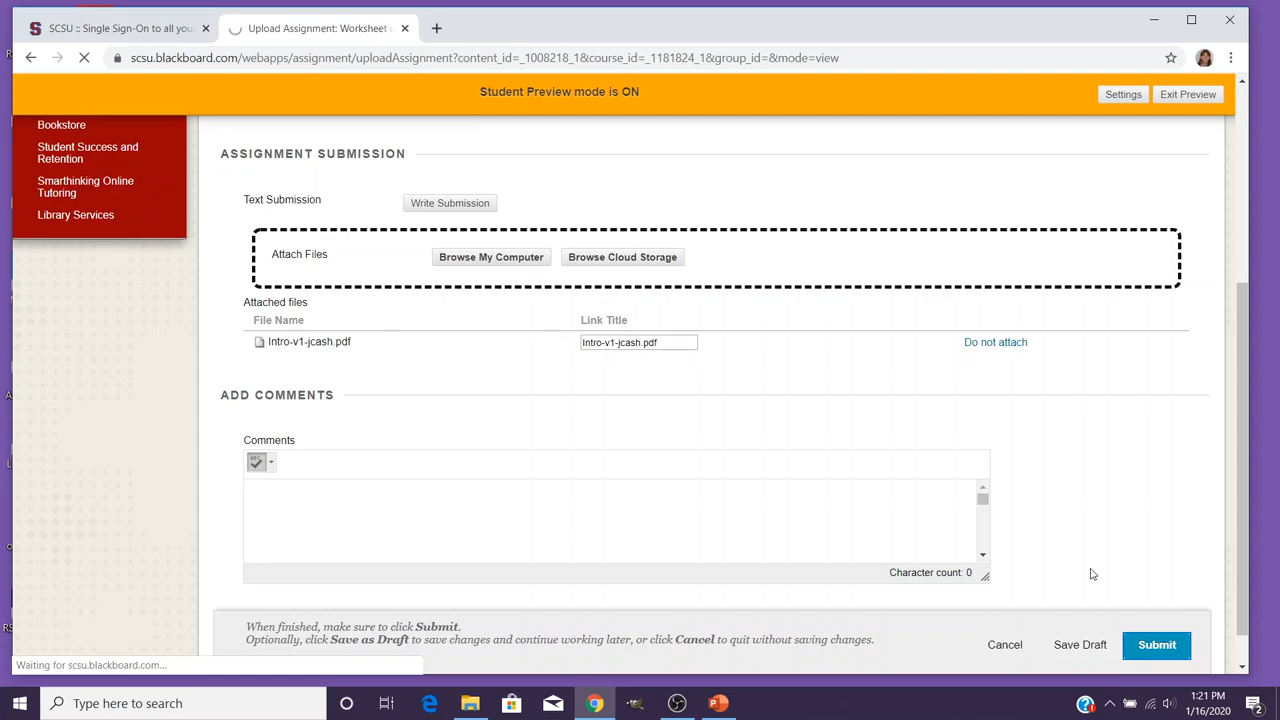 SCSU :: Single Sign-On to all you
Upload Assignment: Worksheet
scsu.blackboard.com/webapps/assignment/uploadAssignment?content_id=_1008218_1&course_id=_1181824_1&group_id=&mode=view
Student Preview mode is ON
Settings
Exit Preview
Bookstore
Student Success and
Retention
Smarthinking Online
Tutoring
Library Services
ASSIGNMENT SUBMISSION
Text Submission
Write Submission
Attach Files
Browse My Computer
Browse Cloud Storage
Attached files
File Name
Link Title
Intro-v1-jcash.pdf
Intro-v1-jcash.pdf
Do not attach
ADD COMMENTS
Comments
ABC
Character count: 0
When finished, make sure to click Submit.
Optionally, click Save as Draft to save changes and continue working later, or click Cancel to quit without saving changes.
Cancel
Save Draft
Submit
Waiting for scsu.blackboard.com...
Type here to search
1:21 PM
1/16/2020
2